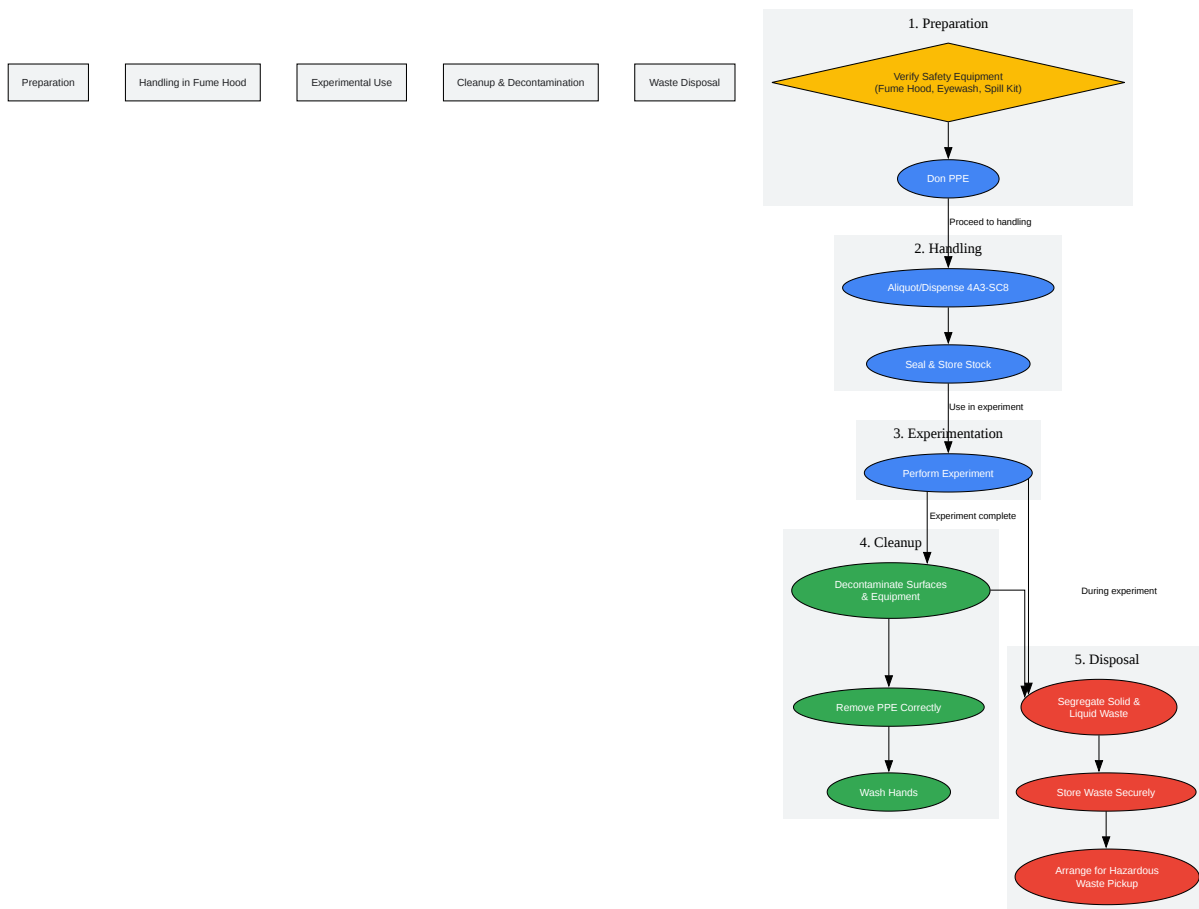 1. Preparation
Preparation
Handling in Fume Hood
Experimental Use
Cleanup & Decontamination
Waste Disposal
Verify Safety Equipment
(Fume Hood, Eyewash, Spill Kit)
Don PPE
Proceed to handling
2. Handling
Aliquot/Dispense 4A3-SC8
Seal & Store Stock
Use in experiment
3. Experimentation
Perform Experiment
Experiment complete
4. Cleanup
Decontaminate Surfaces
& Equipment
During experiment
5. Disposal
Remove PPE Correctly
Segregate Solid &
Liquid Waste
Wash Hands
Store Waste Securely
Arrange for Hazardous
Waste Pickup